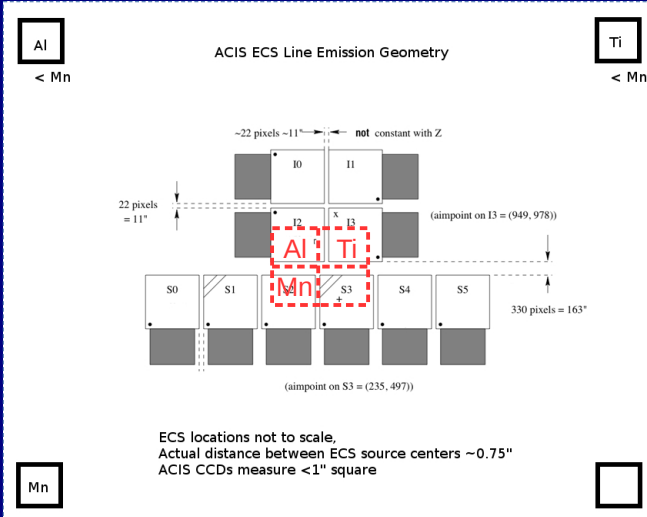 Al
Ti
ACIS ECS Line Emission Geometry
< Mn
< Mn
~22 pixels ~11" not constant with Z
I0 I1
22 pixels
= 11"
I2 x I3
(aimpoint on I3 = (949, 978))
Al Ti
Mn
S0 S1 S2 S3 S4 S5
+
330 pixels = 163"
(aimpoint on S3 = (235, 497))
ECS locations not to scale,
Actual distance between ECS source centers ~0.75"
ACIS CCDs measure <1" square
Mn